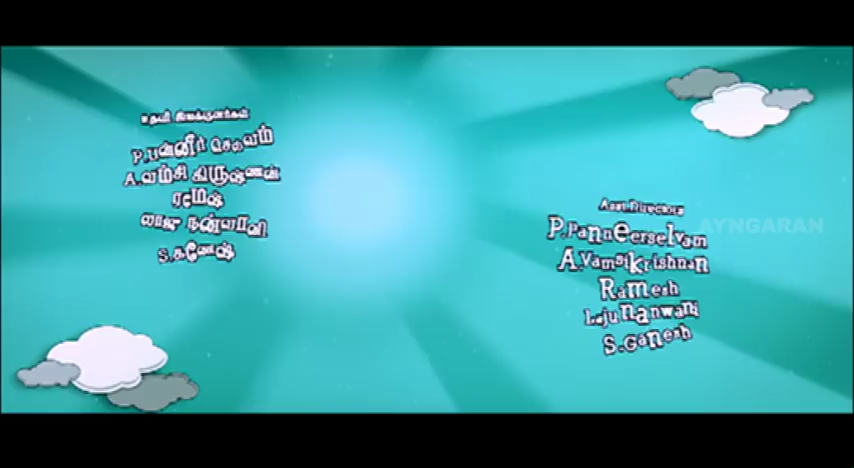 உதவி இயக்குனர்கள்
P.பன்னீர் செல்வம்
A.வம்சி கிருஷ்ணன்
ரமேஷ்
லாஜு நன்வானி
S.கணேஷ்
Asst.Directors
P.Panneerselvam
A.Vamsikrishnan
Ramesh
Laju nanwani
S.Ganesh
AYNGARAN